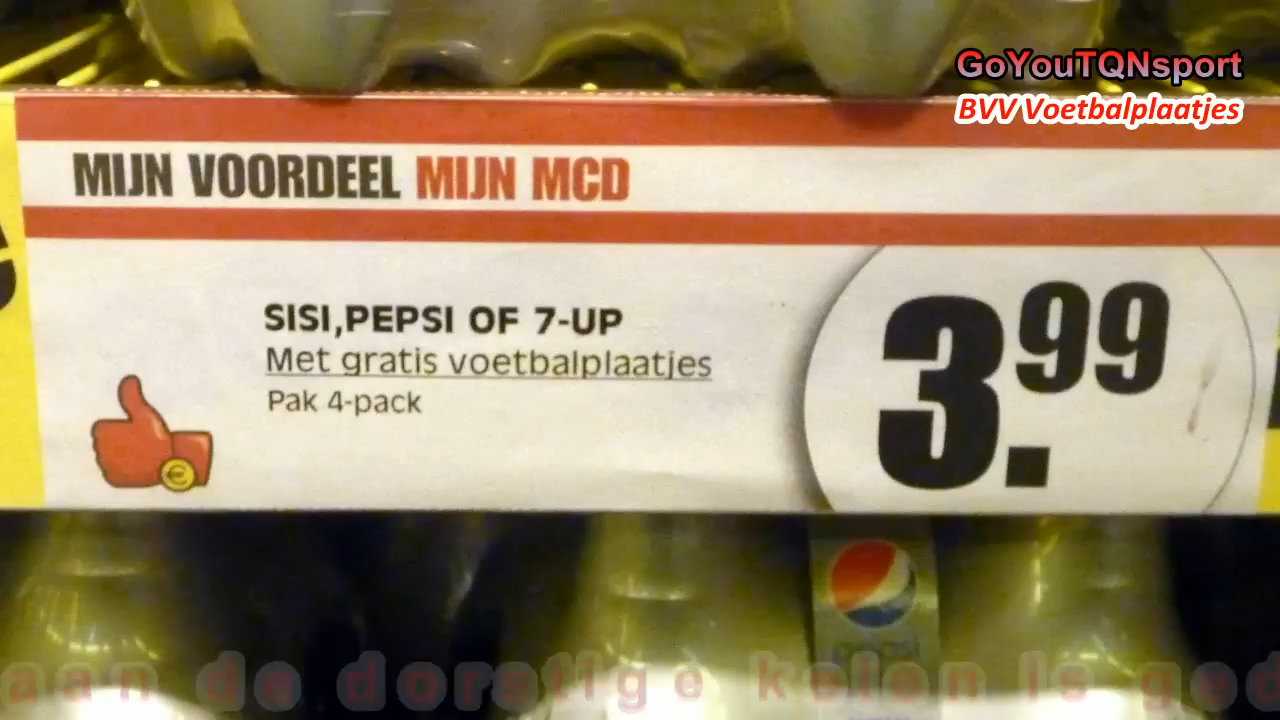 GoYouTQNsport
BVV Voetbalplaatjes
MIJN VOORDEEL MIJN MCD
SISI,PEPSI OF 7-UP
Met gratis voetbalplaatjes
Pak 4-pack
3.99
€
pepsi
aan de dorstige kelen is ged